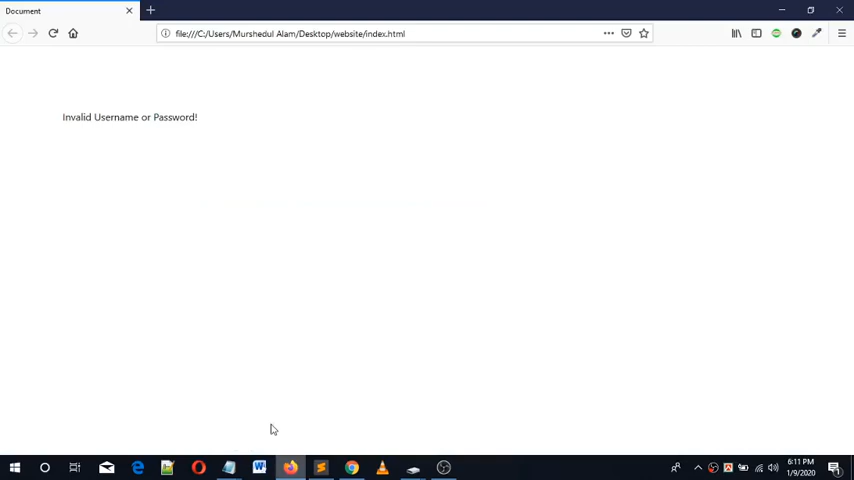 Document
file:///C:/Users/Murshedul Alam/Desktop/website/index.html
Invalid Username or Password!
6:11 PM
1/9/2020